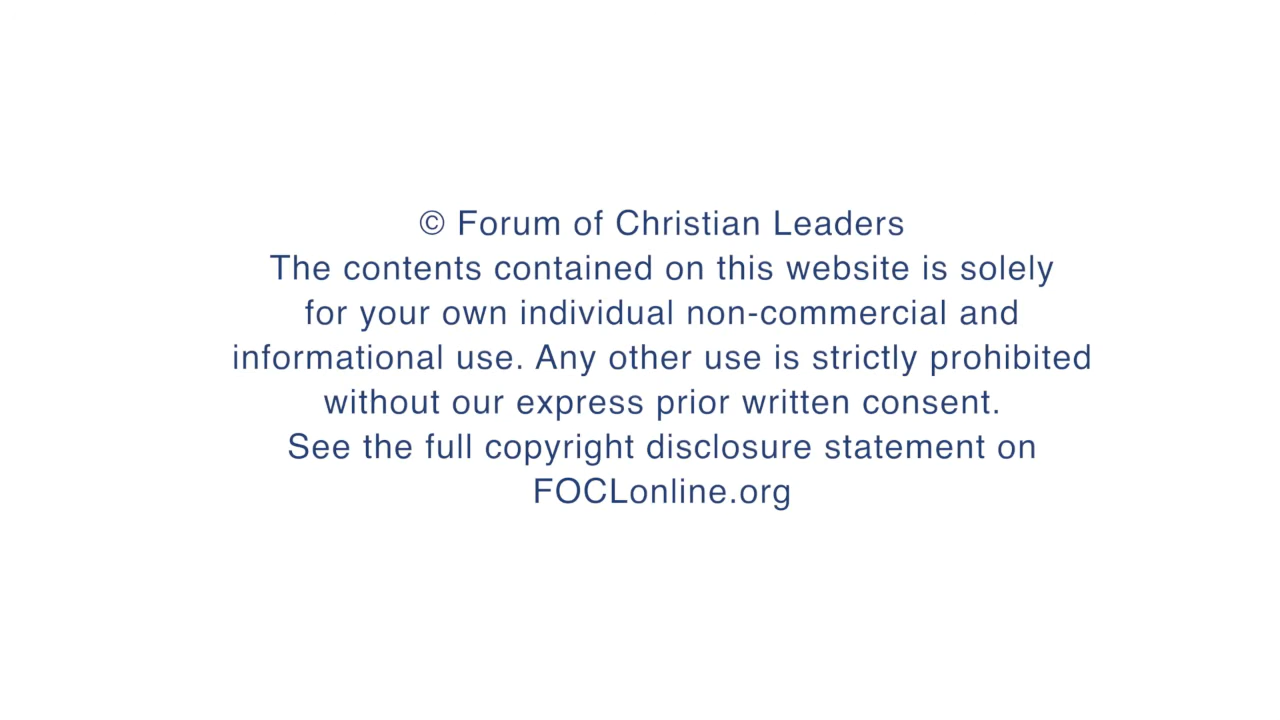 © Forum of Christian Leaders
The contents contained on this website is solely
for your own individual non-commercial and
informational use. Any other use is strictly prohibited
without our express prior written consent.
See the full copyright disclosure statement on
FOCLonline.org